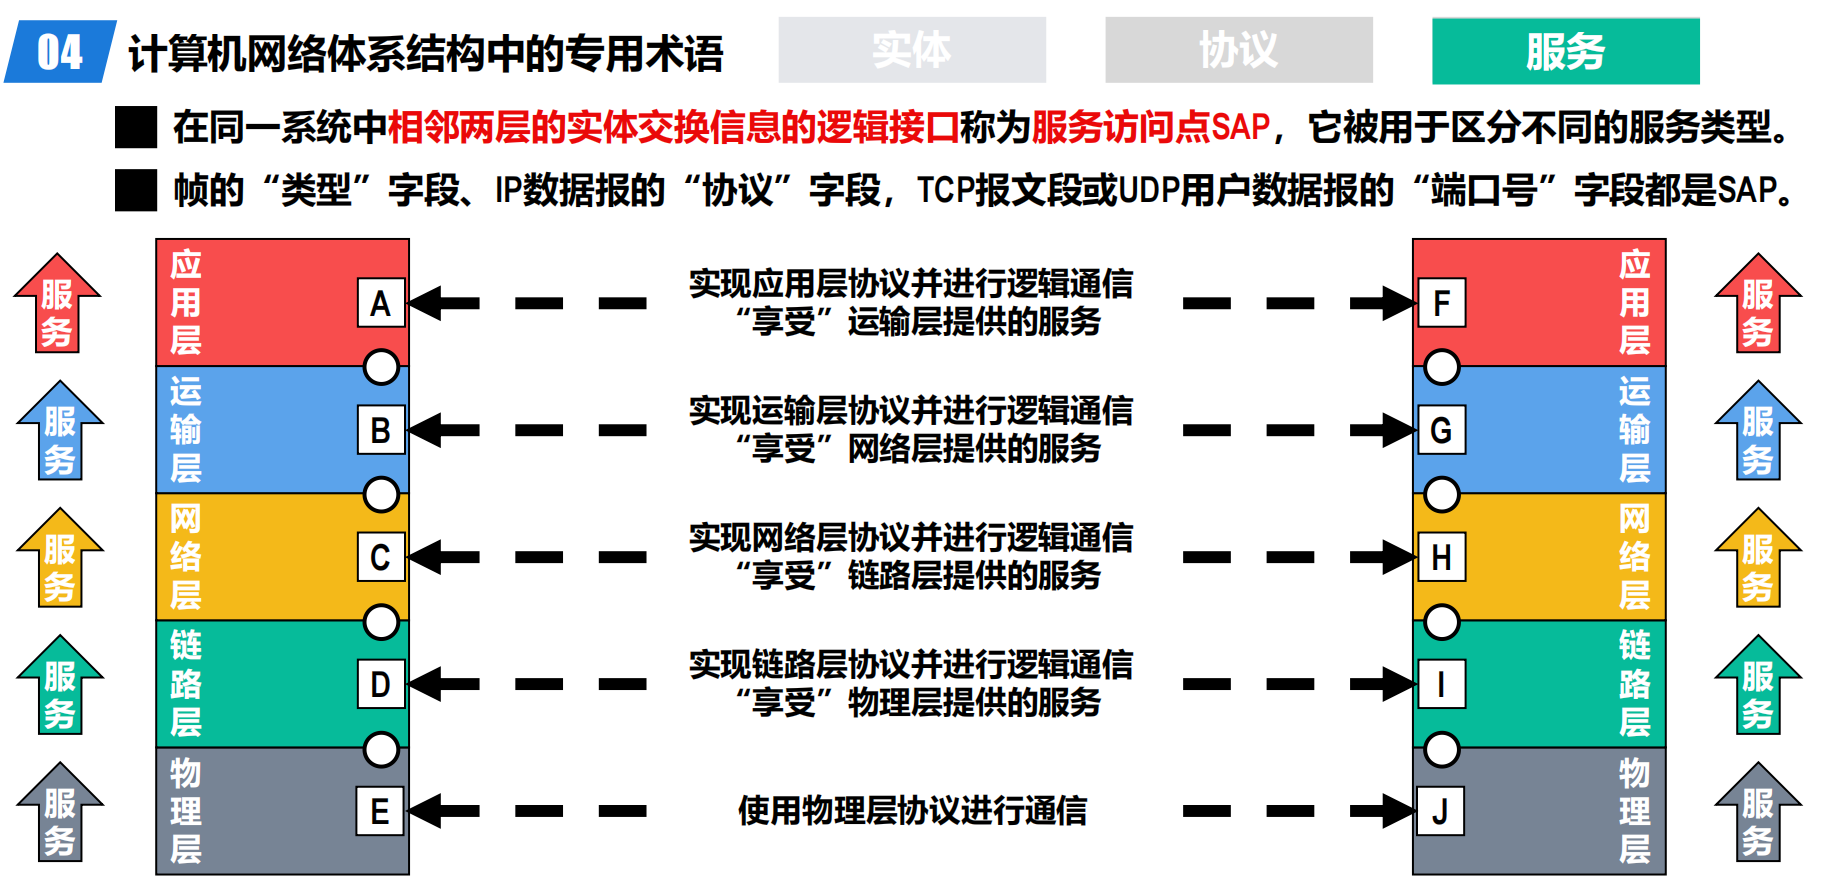 04 计算机网络体系结构中的专用术语 实体 协议 服务
在同一系统中相邻两层的实体交换信息的逻辑接口称为服务访问点SAP，它被用于区分不同的服务类型。
帧的“类型”字段、IP数据报的“协议”字段，TCP报文段或UDP用户数据报的“端口号”字段都是SAP。
服务 应用层 A 实现应用层协议并进行逻辑通信
“享受”运输层提供的服务 F 应用层 服务
服务 运输层 B 实现运输层协议并进行逻辑通信
“享受”网络层提供的服务 G 运输层 服务
服务 网络层 C 实现网络层协议并进行逻辑通信
“享受”链路层提供的服务 H 网络层 服务
服务 链路层 D 实现链路层协议并进行逻辑通信
“享受”物理层提供的服务 I 链路层 服务
服务 物理层 E 使用物理层协议进行通信 J 物理层 服务